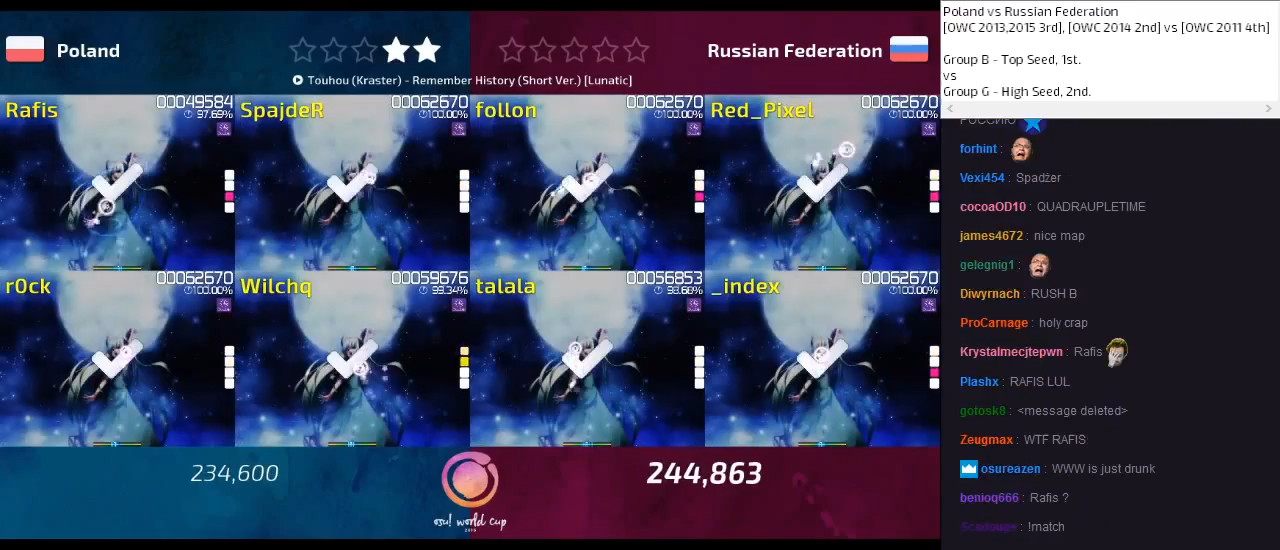 Poland
Russian Federation
Touhou (Kraster) - Remember History (Short Ver.) [Lunatic]
Rafis
00049584
97.69%
SpajdeR
00062670
100.00%
follon
00062670
100.00%
Red_Pixel
00062670
100.00%
r0ck
00062670
100.00%
Wilchq
00059676
99.34%
talala
00056853
98.68%
_index
00062670
100.00%
234,600
244,863
osu! world cup
2016
Poland vs Russian Federation
[OWC 2013,2015 3rd], [OWC 2014 2nd] vs [OWC 2011 4th]
Group B - Top Seed, 1st.
vs
Group G - High Seed, 2nd.
РОССИЮ
forhint :
Vexi454 : Spadżer
cocoaOD10 : QUADRAUPLETIME
james4672 : nice map
gelegnig1 :
Diwyrnach : RUSH B
ProCarnage : holy crap
Krystalmecjtepwn : Rafis
Plashx : RAFIS LUL
gotosk8 : <message deleted>
Zeugmax : WTF RAFIS
osureazen : WWW is just drunk
benioq666 : Rafis ?
: !match